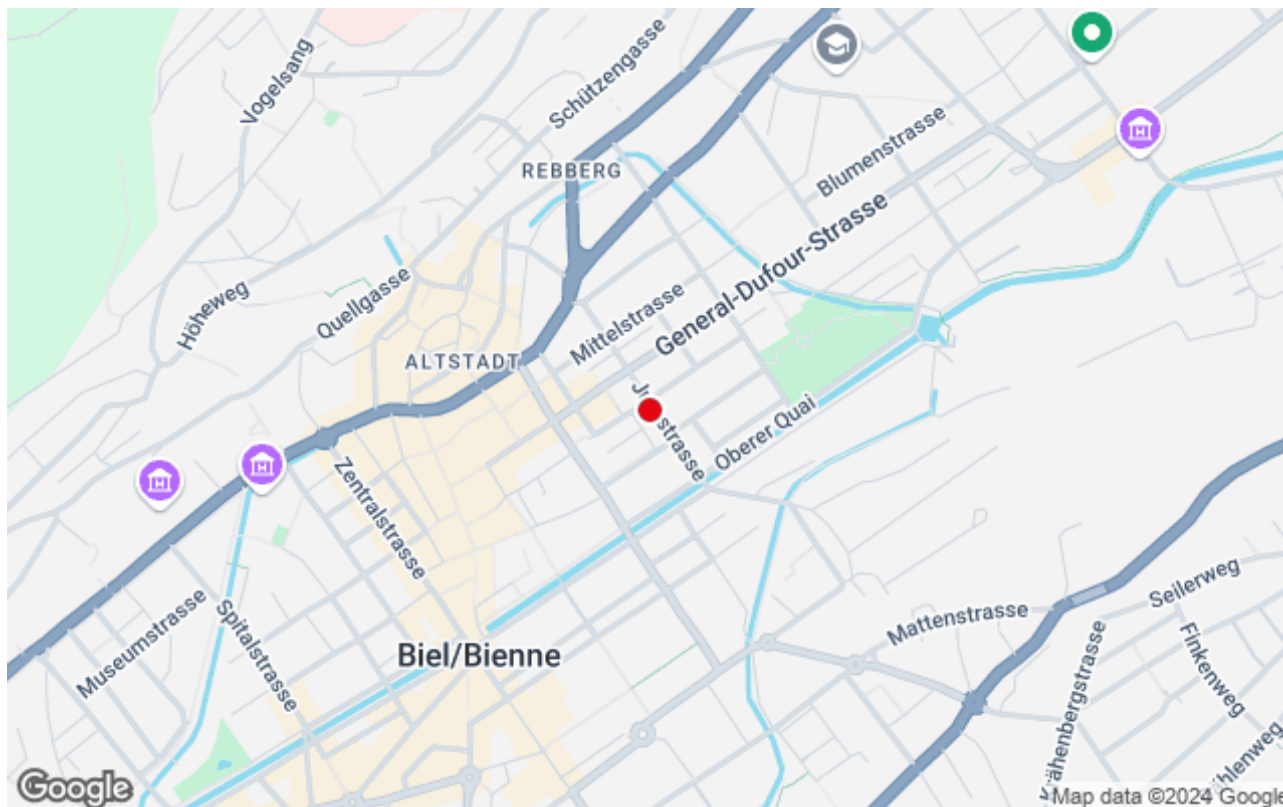 Vogelsang
Schützengasse
REBBERG
Blumenstrasse
General-Dufour-Strasse
Höheweg
Quellgasse
Mittelstrasse
ALTSTADT
strasse
Oberer Quai
Zentralstrasse
Seilerweg
Mattenstrasse
Finkenweg
Museumstrasse
Spitalstrasse
Biel/Bienne
Google
Map data ©2024 Google